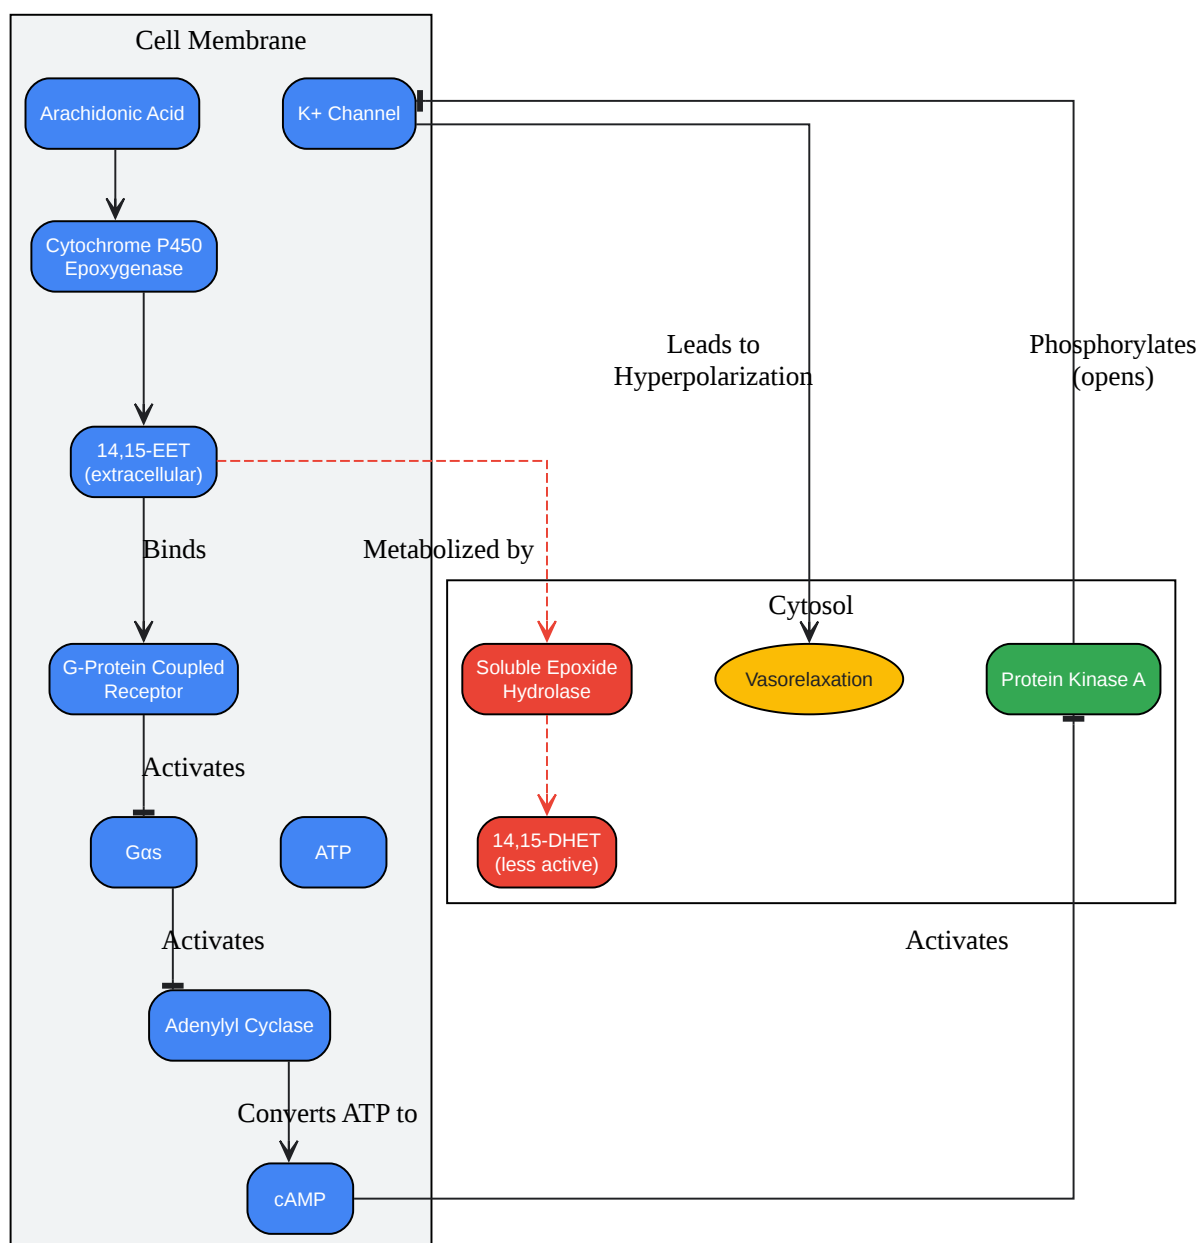 Cell Membrane
Arachidonic Acid
K+ Channel
Cytochrome P450
Epoxygenase
Leads to
Hyperpolarization
Phosphorylates
(opens)
14,15-EET
(extracellular)
Binds
Metabolized by
Cytosol
G-Protein Coupled
Receptor
Soluble Epoxide
Hydrolase
Vasorelaxation
Protein Kinase A
Activates
Gαs
ATP
14,15-DHET
(less active)
Activates
Activates
Adenylyl Cyclase
Converts ATP to
cAMP